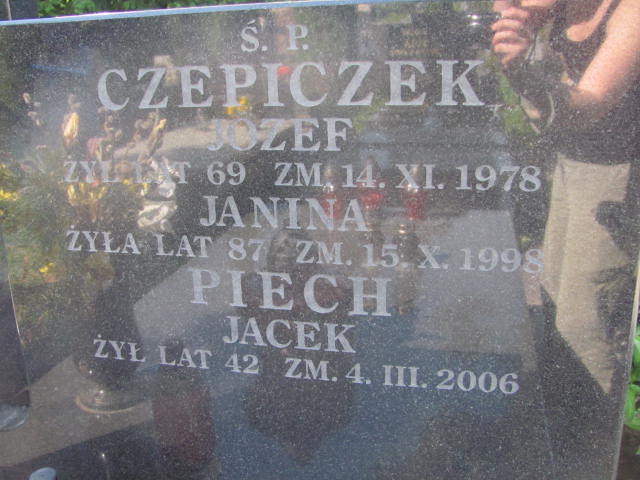 Ś. P.
CZEPICZEK
JÓZEF
ŻYŁ LAT 69 ZM. 14. XI. 1978
JANINA
ŻYŁA LAT 87 ZM. 15. X. 1998
PIECH
JACEK
ŻYŁ LAT 42 ZM. 4. III. 2006